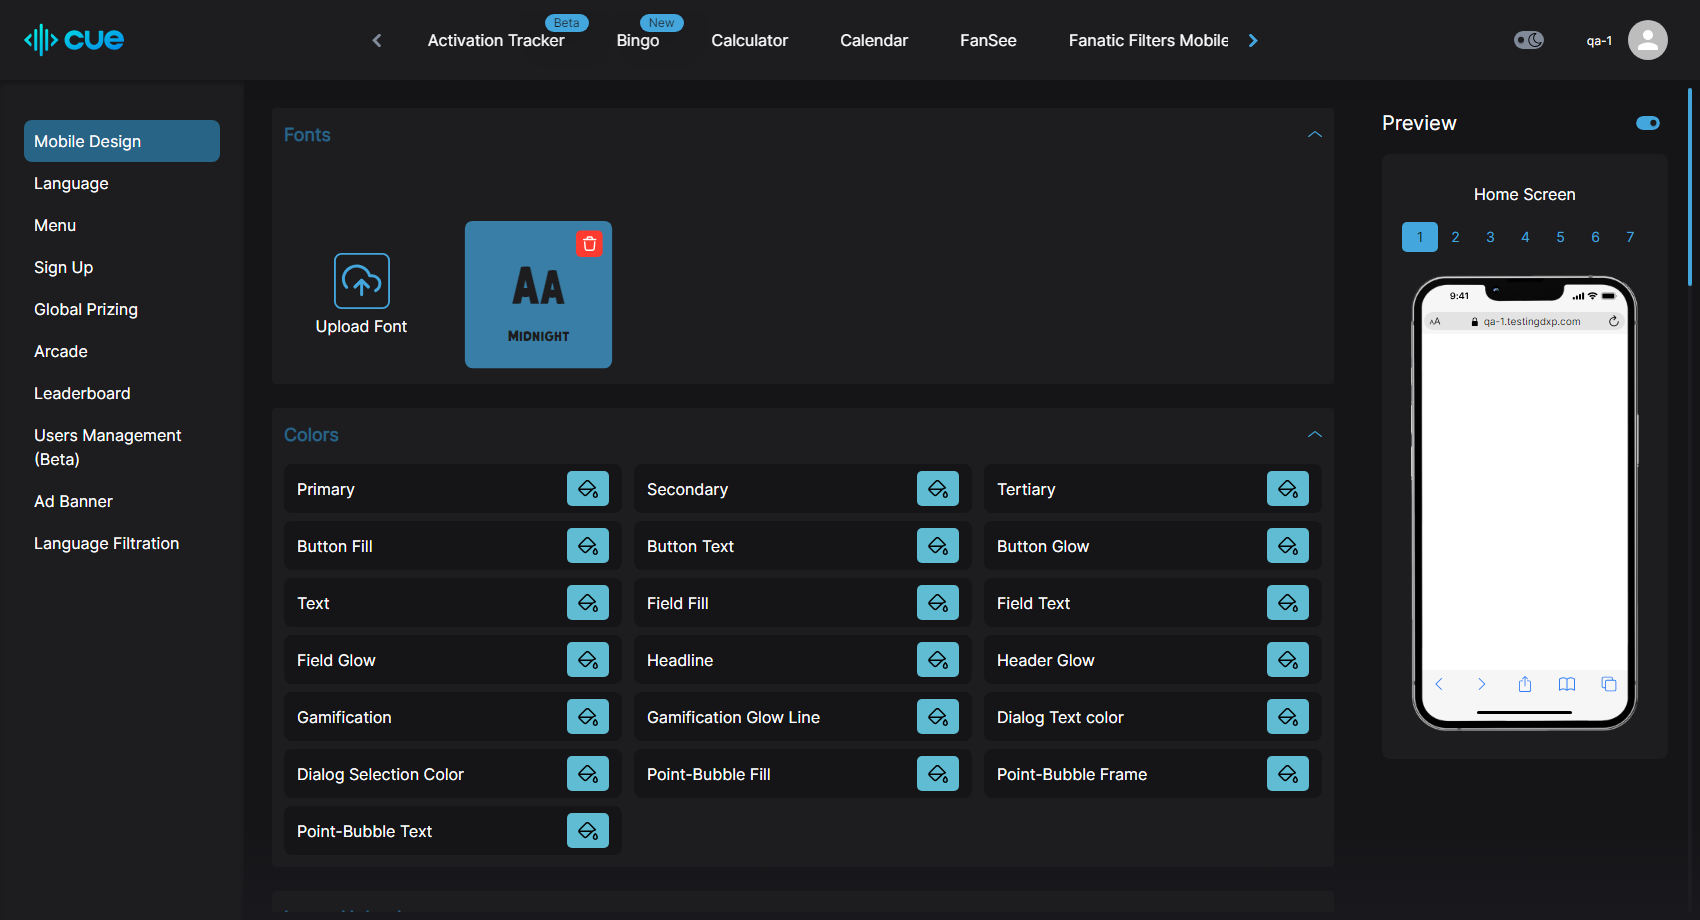 cue
Activation Tracker
Beta
Bingo
New
Calculator
Calendar
FanSee
Fanatic Filters Mobile
qa-1
Mobile Design
Language
Menu
Sign Up
Global Prizing
Arcade
Leaderboard
Users Management
(Beta)
Ad Banner
Language Filtration
Fonts
Upload Font
AA
MIDNIGHT
Colors
Primary
Secondary
Tertiary
Button Fill
Button Text
Button Glow
Text
Field Fill
Field Text
Field Glow
Headline
Header Glow
Gamification
Gamification Glow Line
Dialog Text color
Dialog Selection Color
Point-Bubble Fill
Point-Bubble Frame
Point-Bubble Text
Preview
Home Screen
1 2 3 4 5 6 7
9:41
AA qa-1.testingdxp.com